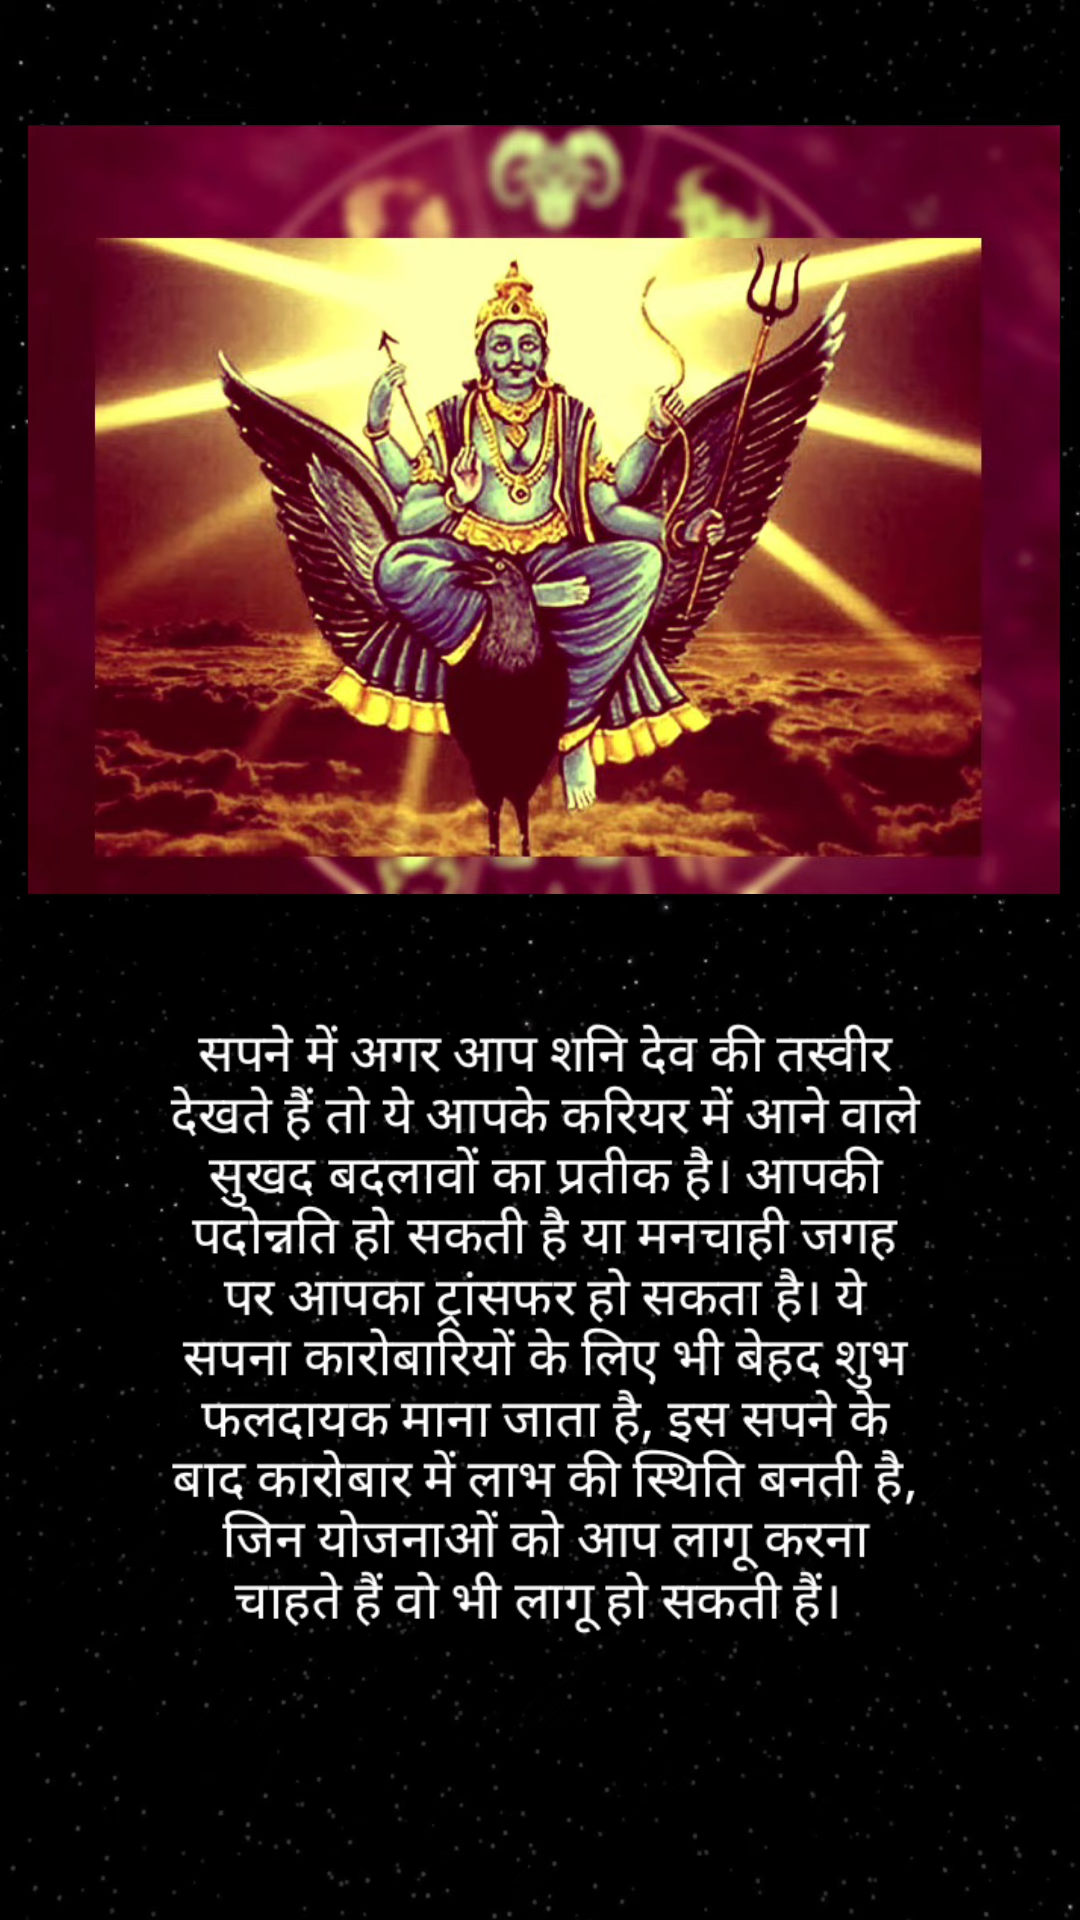 सपने में अगर आप शनि देव की तस्वीर
देखते हैं तो ये आपके करियर में आने वाले
सुखद बदलावों का प्रतीक है। आपकी
पदोन्नति हो सकती है या मनचाही जगह
पर आपका ट्रांसफर हो सकता है। ये
सपना कारोबारियों के लिए भी बेहद शुभ
फलदायक माना जाता है, इस सपने के
बाद कारोबार में लाभ की स्थिति बनती है,
जिन योजनाओं को आप लागू करना
चाहते हैं वो भी लागू हो सकती हैं।